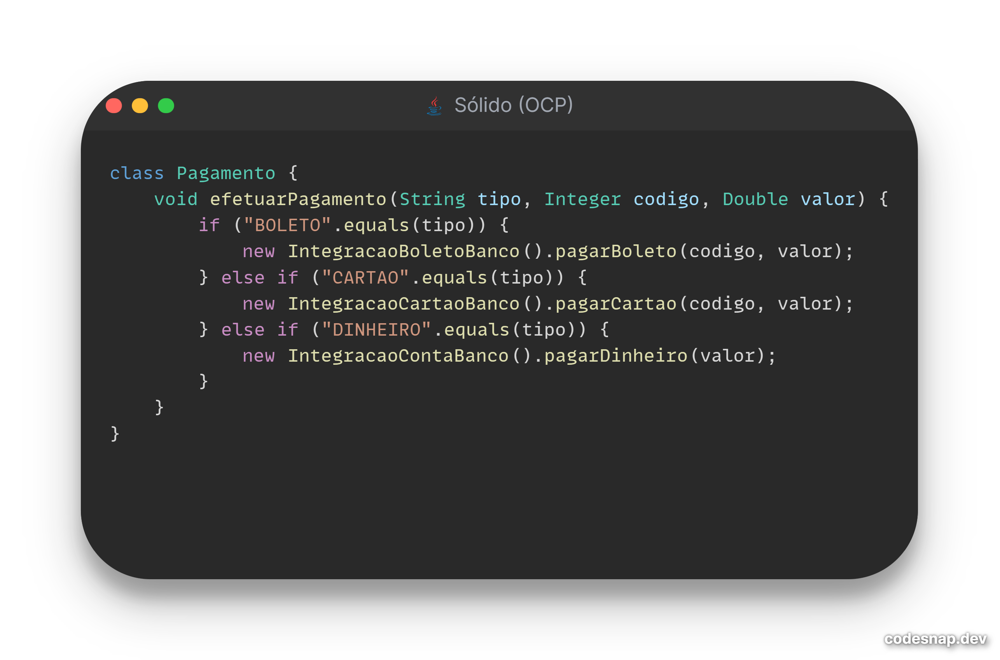 Sólido (OCP)
class Pagamento {
    void efetuarPagamento(String tipo, Integer codigo, Double valor) {
        if ("BOLETO".equals(tipo)) {
            new IntegracaoBoletoBanco().pagarBoleto(codigo, valor);
        } else if ("CARTAO".equals(tipo)) {
            new IntegracaoCartaoBanco().pagarCartao(codigo, valor);
        } else if ("DINHEIRO".equals(tipo)) {
            new IntegracaoContaBanco().pagarDinheiro(valor);
        }
    }
}
codesnap.dev